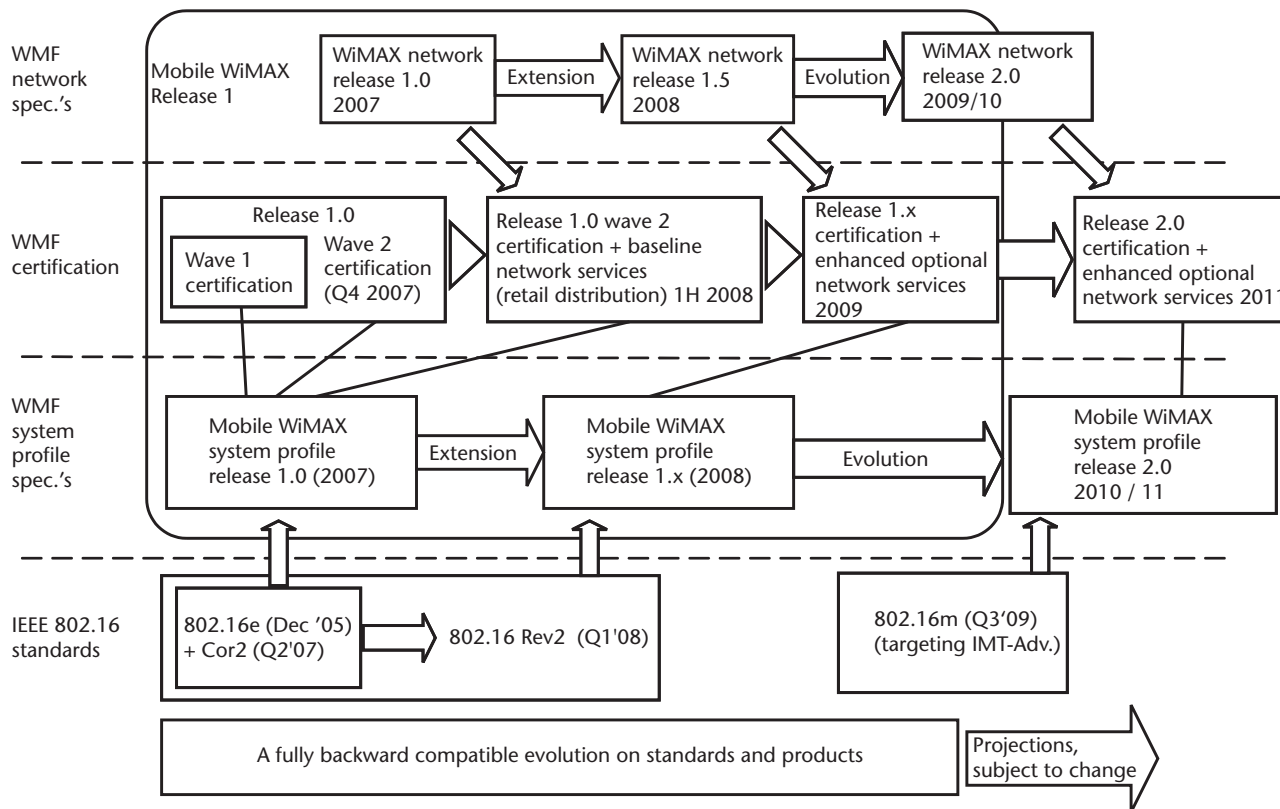 WMF
network
spec.'s
Mobile WiMAX
Release 1
WiMAX network
release 1.0
2007
Extension
WiMAX network
release 1.5
2008
Evolution
WiMAX network
release 2.0
2009/10
WMF
certification
Release 1.0
Wave 1
certification
Wave 2
certification
(Q4 2007)
Release 1.0 wave 2
certification + baseline
network services
(retail distribution) 1H 2008
Release 1.x
certification +
enhanced optional
network services
2009
Release 2.0
certification +
enhanced optional
network services 2011
WMF
system
profile
spec.'s
Mobile WiMAX
system profile
release 1.0 (2007)
Extension
Mobile WiMAX
system profile
release 1.x (2008)
Evolution
Mobile WiMAX
system profile
release 2.0
2010 / 11
IEEE 802.16
standards
802.16e (Dec ’05)
+ Cor2 (Q2'07)
802.16 Rev2 (Q1'08)
802.16m (Q3‘09)
(targeting IMT-Adv.)
A fully backward compatible evolution on standards and products
Projections,
subject to change